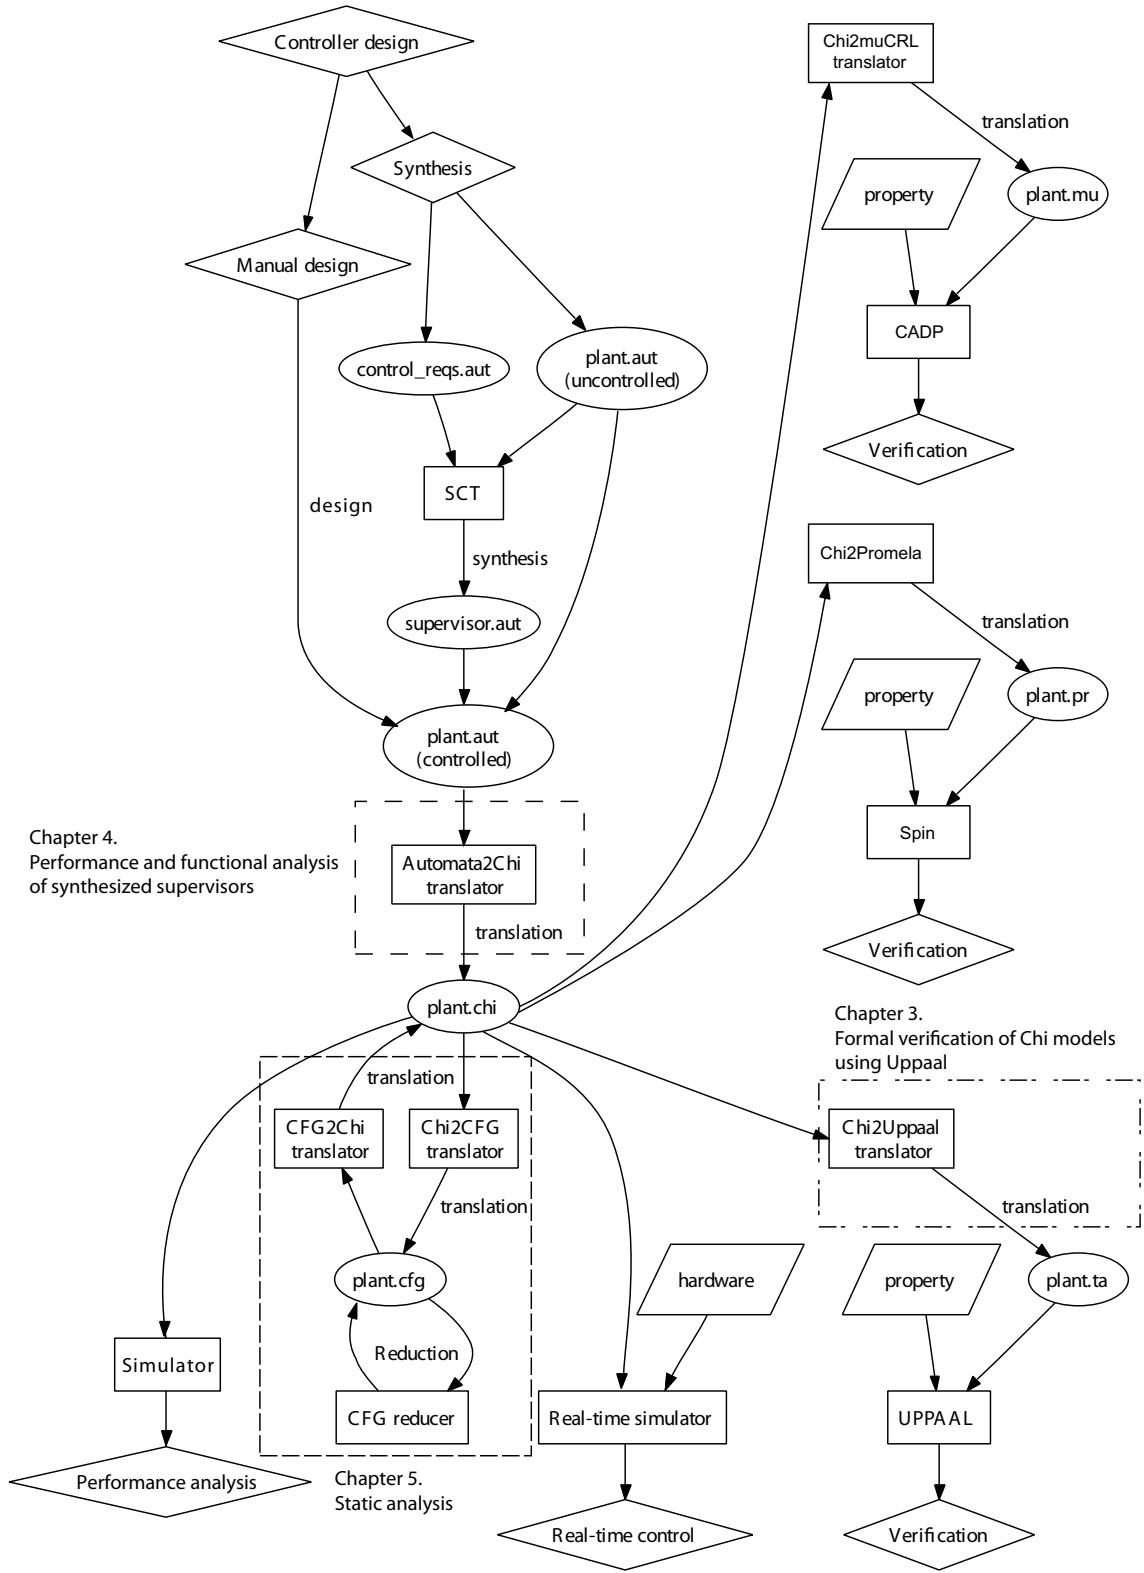 Controller design
Synthesis
Manual design
control_reqs.aut
plant.aut
(uncontrolled)
SCT
design
synthesis
supervisor.aut
plant.aut
(controlled)
Chapter 4.
Performance and functional analysis
of synthesized supervisors
Automata2Chi
translator
translation
plant.chi
Chi2muCRL
translator
translation
property
plant.mu
CADP
Verification
Chi2Promela
translation
property
plant.pr
Spin
Verification
Chapter 3.
Formal verification of Chi models
using Uppaal
Chi2Uppaal
translator
translation
property
plant.ta
UPPAAL
Verification
translation
CFG2Chi
translator
Chi2CFG
translator
translation
plant.cfg
Reduction
CFG reducer
Chapter 5.
Static analysis
Simulator
Performance analysis
hardware
Real-time simulator
Real-time control